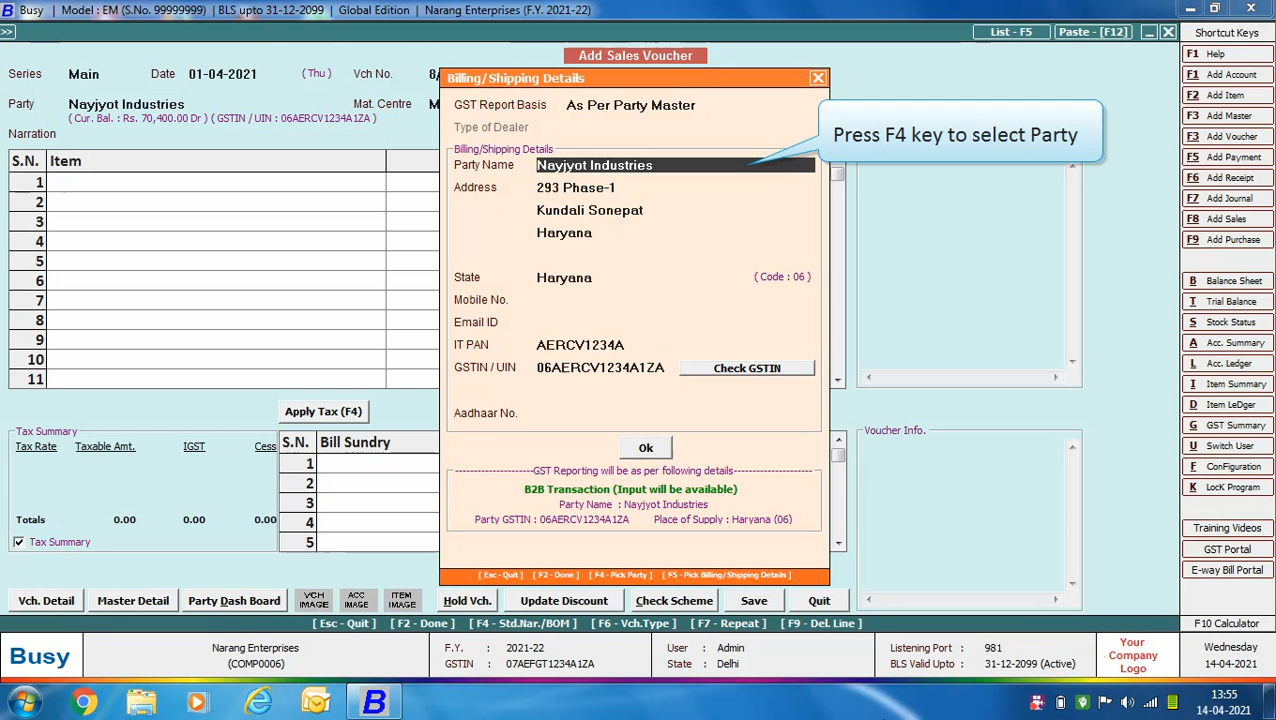 Busy | Model : EM (S.No. 99999999) | BLS upto 31-12-2099 | Global Edition | Narang Enterprises (F.Y. 2021-22)
>> List - F5 Paste - [F12]
Add Sales Voucher
Series Main Date 01-04-2021 (Thu) Vch No. 8/
Party Nayjyot Industries Mat. Centre M
(Cur. Bal. : Rs. 70,400.00 Dr) (GSTIN / UIN : 06AERCV1234A1ZA)
Narration
S.N. Item
1
2
3
4
5
6
7
8
9
10
11
Apply Tax (F4)
Billing/Shipping Details
GST Report Basis As Per Party Master
Type of Dealer
Billing/Shipping Details
Party Name Nayjyot Industries
Address 293 Phase-1
Kundali Sonepat
Haryana
State Haryana (Code : 06)
Mobile No.
Email ID
IT PAN AERCV1234A
GSTIN / UIN 06AERCV1234A1ZA Check GSTIN
Aadhaar No.
Ok
GST Reporting will be as per following details
B2B Transaction (Input will be available)
Party Name : Nayjyot Industries
Party GSTIN : 06AERCV1234A1ZA Place of Supply : Haryana (06)
[ Esc - Quit ] [ F2 - Done ] [ F4 - Pick Party ] [ F5 - Pick Billing/Shipping Details ]
Press F4 key to select Party
Tax Summary
Tax Rate Taxable Amt. IGST Cess
Totals 0.00 0.00 0.00
Tax Summary
S.N. Bill Sundry
1
2
3
4
5
Voucher Info.
Vch. Detail Master Detail Party Dash Board VCH IMAGE ACC IMAGE ITEM IMAGE Hold Vch. Update Discount Check Scheme Save Quit
[ Esc - Quit ] [ F2 - Done ] [ F4 - Std.Nar./BOM ] [ F6 - Vch.Type ] [ F7 - Repeat ] [ F9 - Del. Line ]
Shortcut Keys
F1 Help
F1 Add Account
F2 Add Item
F3 Add Master
F3 Add Voucher
F5 Add Payment
F6 Add Receipt
F7 Add Journal
F8 Add Sales
F9 Add Purchase
B Balance Sheet
T Trial Balance
S Stock Status
A Acc. Summary
L Acc. Ledger
I Item Summary
D Item LeDger
G GST Summary
U Switch User
F ConFiguration
K LocK Program
Training Videos
GST Portal
E-way Bill Portal
F10 Calculator
Busy
Narang Enterprises
(COMP0006)
F.Y. : 2021-22
GSTIN : 07AEFGT1234A1ZA
User : Admin
State : Delhi
Listening Port : 981
BLS Valid Upto : 31-12-2099 (Active)
Your
Company
Logo
Wednesday
14-04-2021
B
13:55
14-04-2021